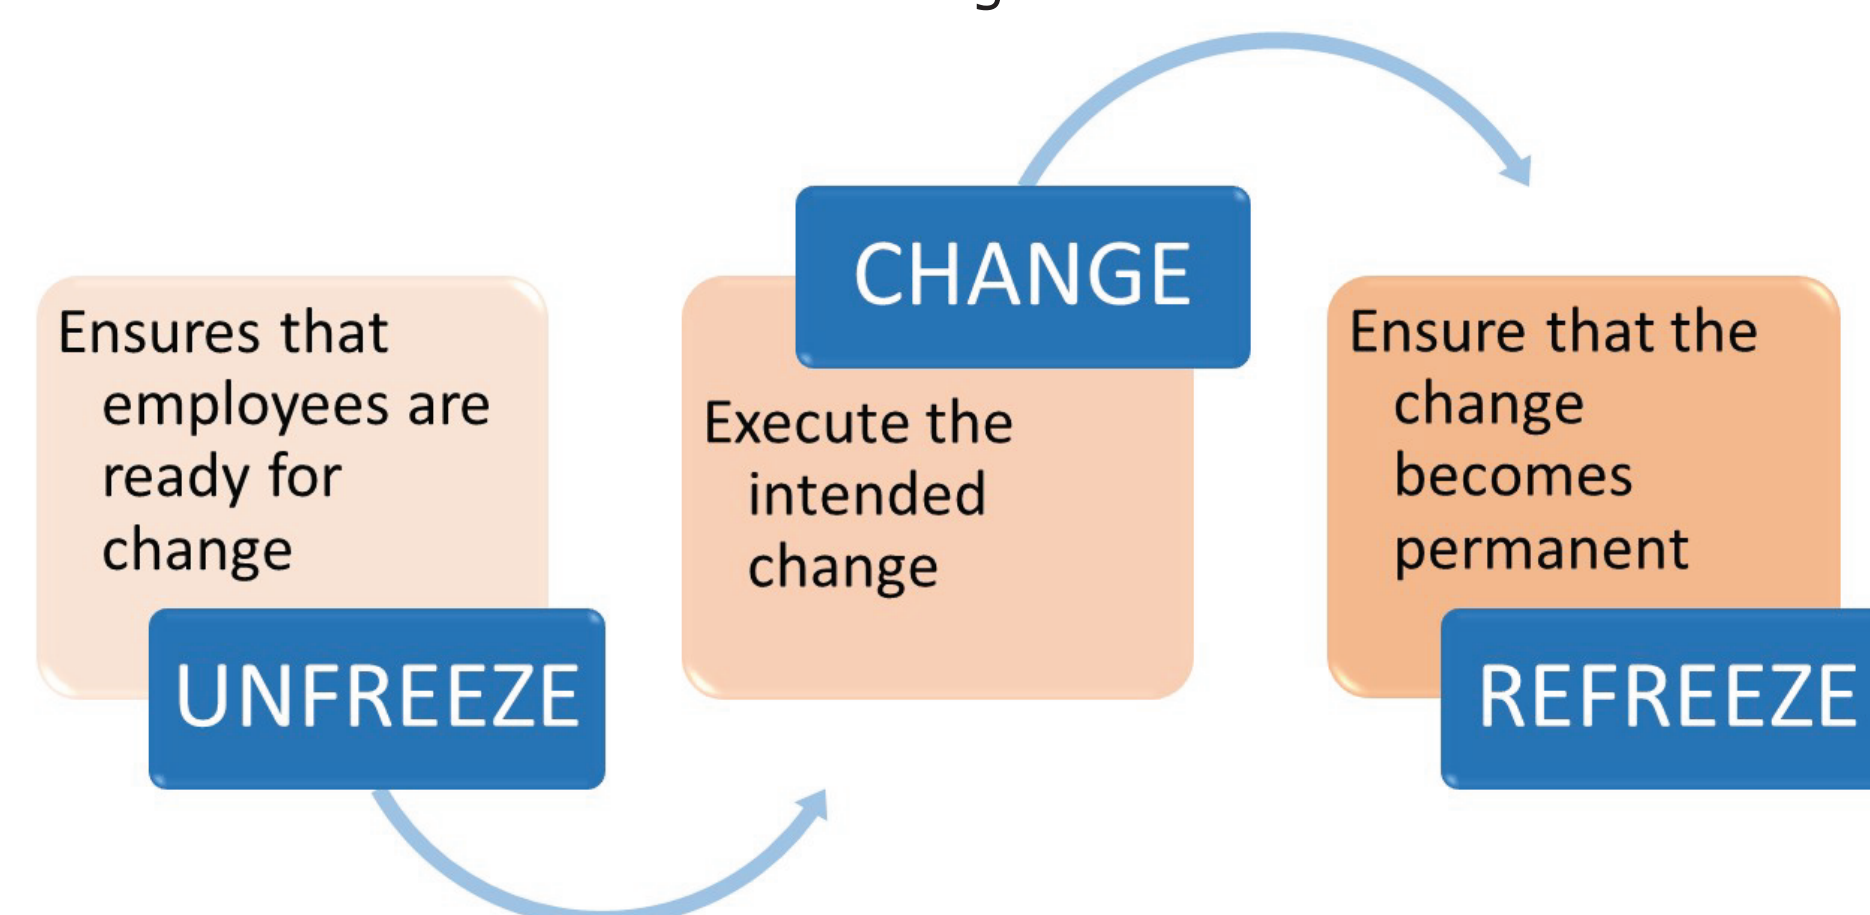 Ensures that
employees are
ready for
change
UNFREEZE
CHANGE
Execute the
intended
change
Ensure that the
change
becomes
permanent
REFREEZE